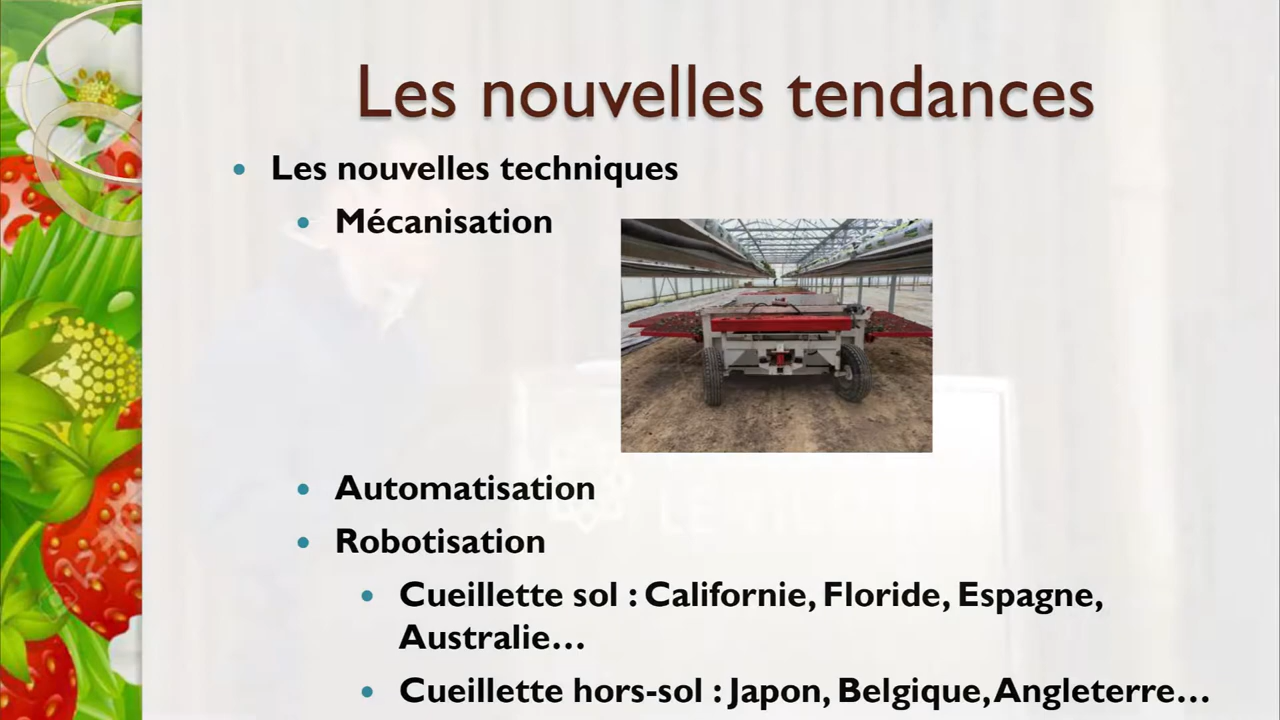 Les nouvelles tendances
• Les nouvelles techniques
• Mécanisation
• Automatisation
• Robotisation
• Cueillette sol : Californie, Floride, Espagne,
Australie…
• Cueillette hors-sol : Japon, Belgique, Angleterre…